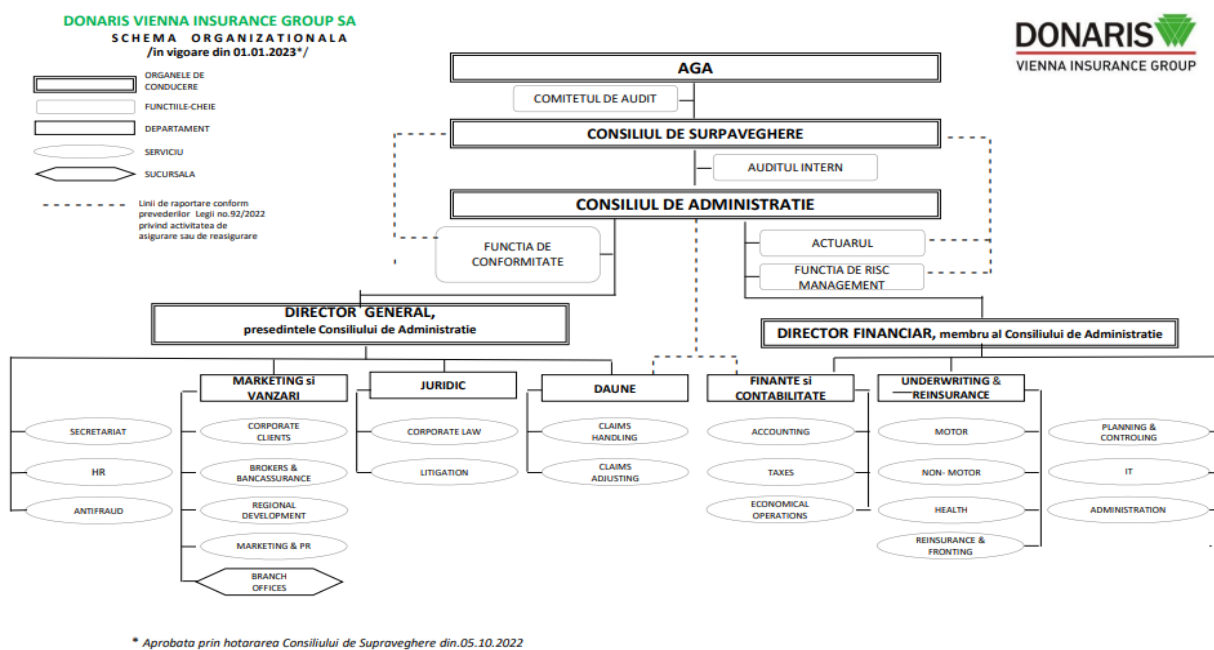 DONARIS VIENNA INSURANCE GROUP SA
SCHEMA ORGANIZATIONALA
/in vigoare din 01.01.2023*/
ORGANELE DE
CONDUCERE
FUNCTIILE-CHEIE
DEPARTAMENT
SERVICIU
SUCURSALA
Linii de raportare conform
prevederilor Legii no.92/2022
privind activitatea de
asigurare sau de reasigurare
DONARIS
VIENNA INSURANCE GROUP
AGA
COMITETUL DE AUDIT
CONSILIUL DE SURPAVEGHERE
AUDITUL INTERN
CONSILIUL DE ADMINISTRATIE
FUNCTIA DE
CONFORMITATE
ACTUARUL
FUNCTIA DE RISC
MANAGEMENT
DIRECTOR GENERAL,
presedintele Consiliului de Administratie
DIRECTOR FINANCIAR, membru al Consiliului de Administratie
MARKETING si
VANZARI
JURIDIC
DAUNE
FINANTE si
CONTABILITATE
UNDERWRITING &
REINSURANCE
SECRETARIAT
CORPORATE
CLIENTS
CORPORATE LAW
CLAIMS
HANDLING
ACCOUNTING
MOTOR
PLANNING &
CONTROLING
HR
BROKERS &
BANCASSURANCE
LITIGATION
CLAIMS
ADJUSTING
TAXES
NON- MOTOR
IT
ANTIFRAUD
REGIONAL
DEVELOPMENT
ECONOMICAL
OPERATIONS
HEALTH
ADMINISTRATION
MARKETING & PR
REINSURANCE &
FRONTING
BRANCH
OFFICES
* Aprobata prin hotararea Consiliului de Supraveghere din.05.10.2022